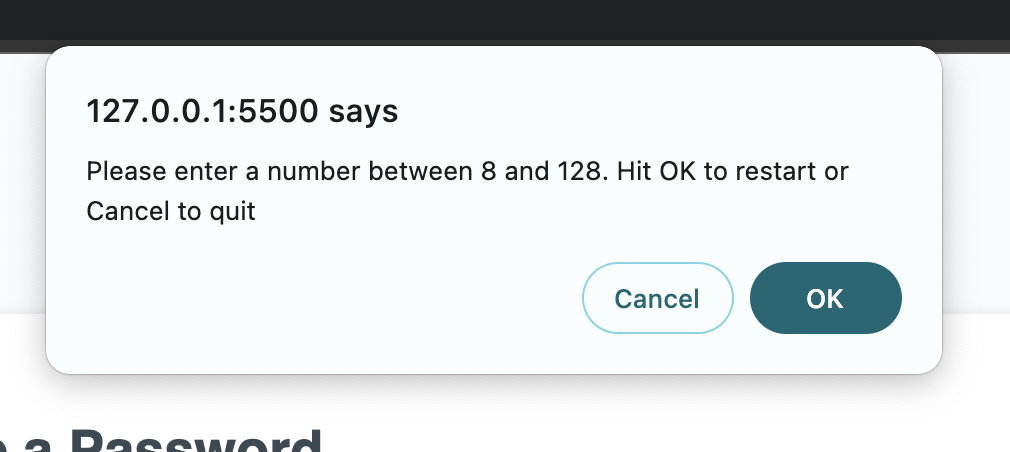 127.0.0.1:5500 says
Please enter a number between 8 and 128. Hit OK to restart or
Cancel to quit
Cancel
OK
a Password